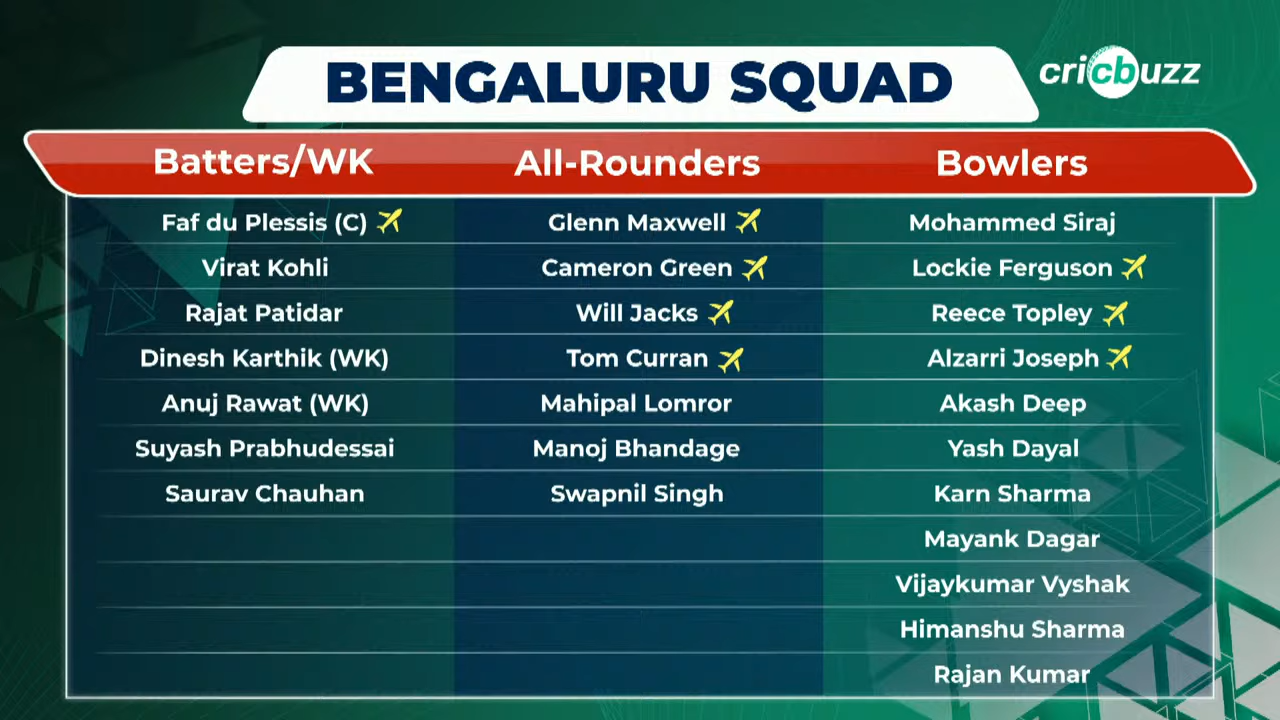 BENGALURU SQUAD
cricbuzz
Batters/WK
Faf du Plessis (C)
Virat Kohli
Rajat Patidar
Dinesh Karthik (WK)
Anuj Rawat (WK)
Suyash Prabhudessai
Saurav Chauhan
All-Rounders
Glenn Maxwell
Cameron Green
Will Jacks
Tom Curran
Mahipal Lomror
Manoj Bhandage
Swapnil Singh
Bowlers
Mohammed Siraj
Lockie Ferguson
Reece Topley
Alzarri Joseph
Akash Deep
Yash Dayal
Karn Sharma
Mayank Dagar
Vijaykumar Vyshak
Himanshu Sharma
Rajan Kumar